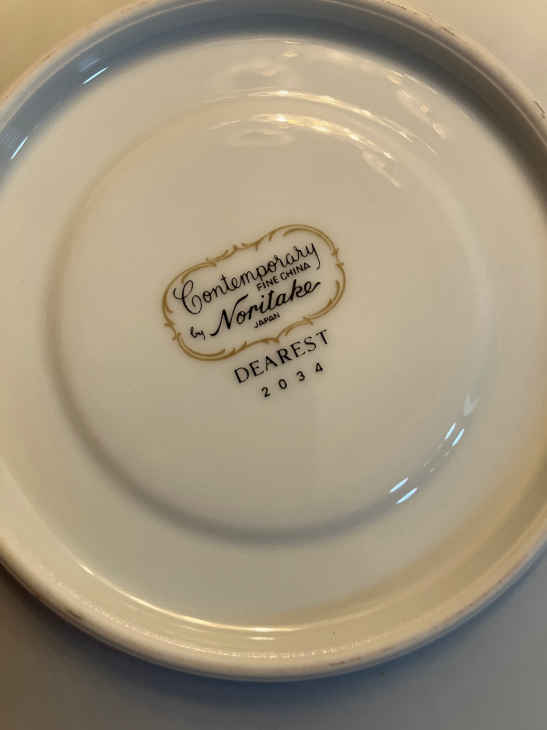 Contemporary
FINE CHINA
by Noritake
JAPAN
DEAREST
2034